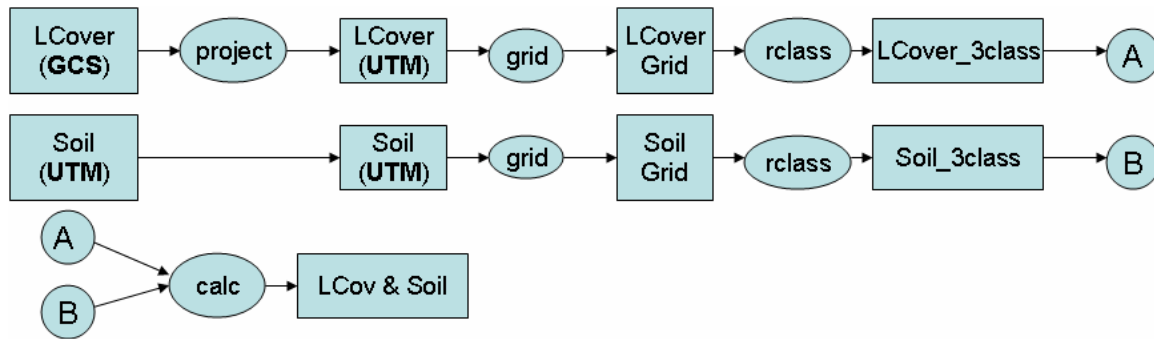 LCover
(GCS)
project
LCover
(UTM)
grid
LCover
Grid
rclass
LCover_3class
A
Soil
(UTM)
Soil
(UTM)
grid
Soil
Grid
rclass
Soil_3class
B
A
B
calc
LCov & Soil